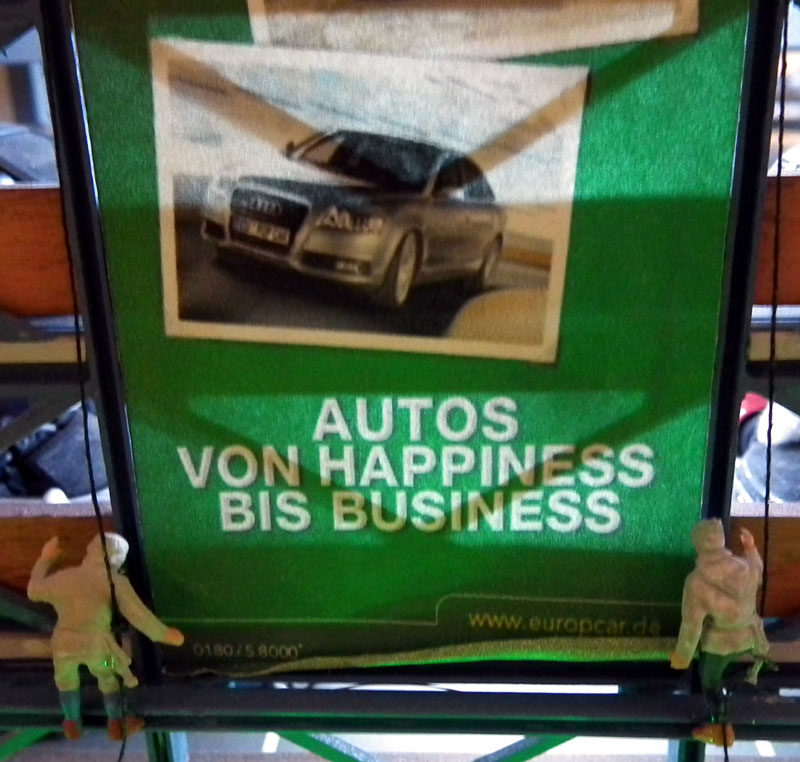 AUTOS
VON HAPPINESS
BIS BUSINESS
www.europcar.de
0180 / 5 8000*